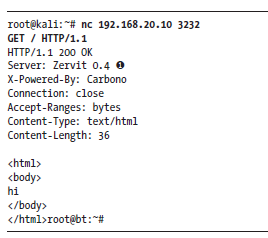 root@kali:~# nc 192.168.20.10 3232
GET / HTTP/1.1
HTTP/1.1 200 OK
Server: Zervit 0.4 ❶
X-Powered-By: Carbono
Connection: close
Accept-Ranges: bytes
Content-Type: text/html
Content-Length: 36

<html>
<body>
hi
</body>
</html>root@bt:~#